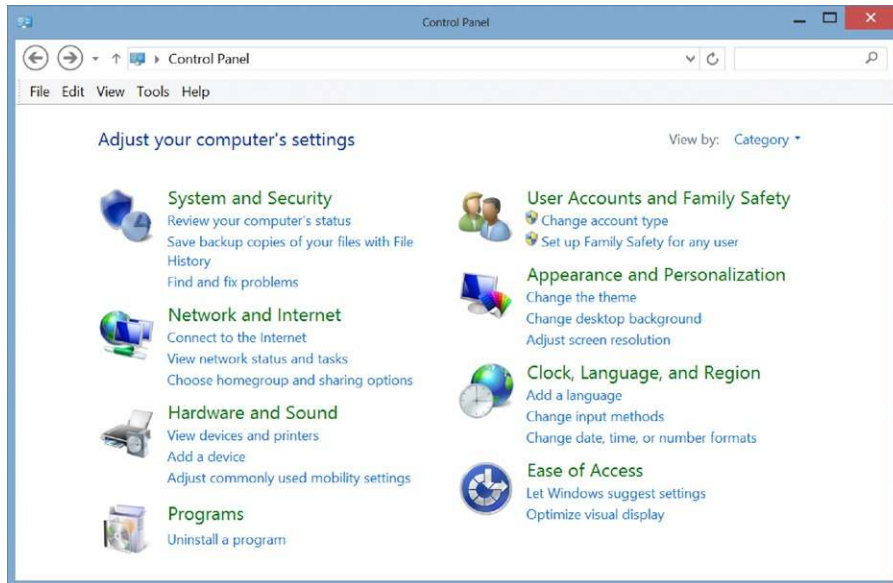 Control Panel
Control Panel
File Edit View Tools Help
Adjust your computer's settings
View by: Category
System and Security
Review your computer's status
Save backup copies of your files with File
History
Find and fix problems
Network and Internet
Connect to the Internet
View network status and tasks
Choose homegroup and sharing options
Hardware and Sound
View devices and printers
Add a device
Adjust commonly used mobility settings
Programs
Uninstall a program
User Accounts and Family Safety
Change account type
Set up Family Safety for any user
Appearance and Personalization
Change the theme
Change desktop background
Adjust screen resolution
Clock, Language, and Region
Add a language
Change input methods
Change date, time, or number formats
Ease of Access
Let Windows suggest settings
Optimize visual display